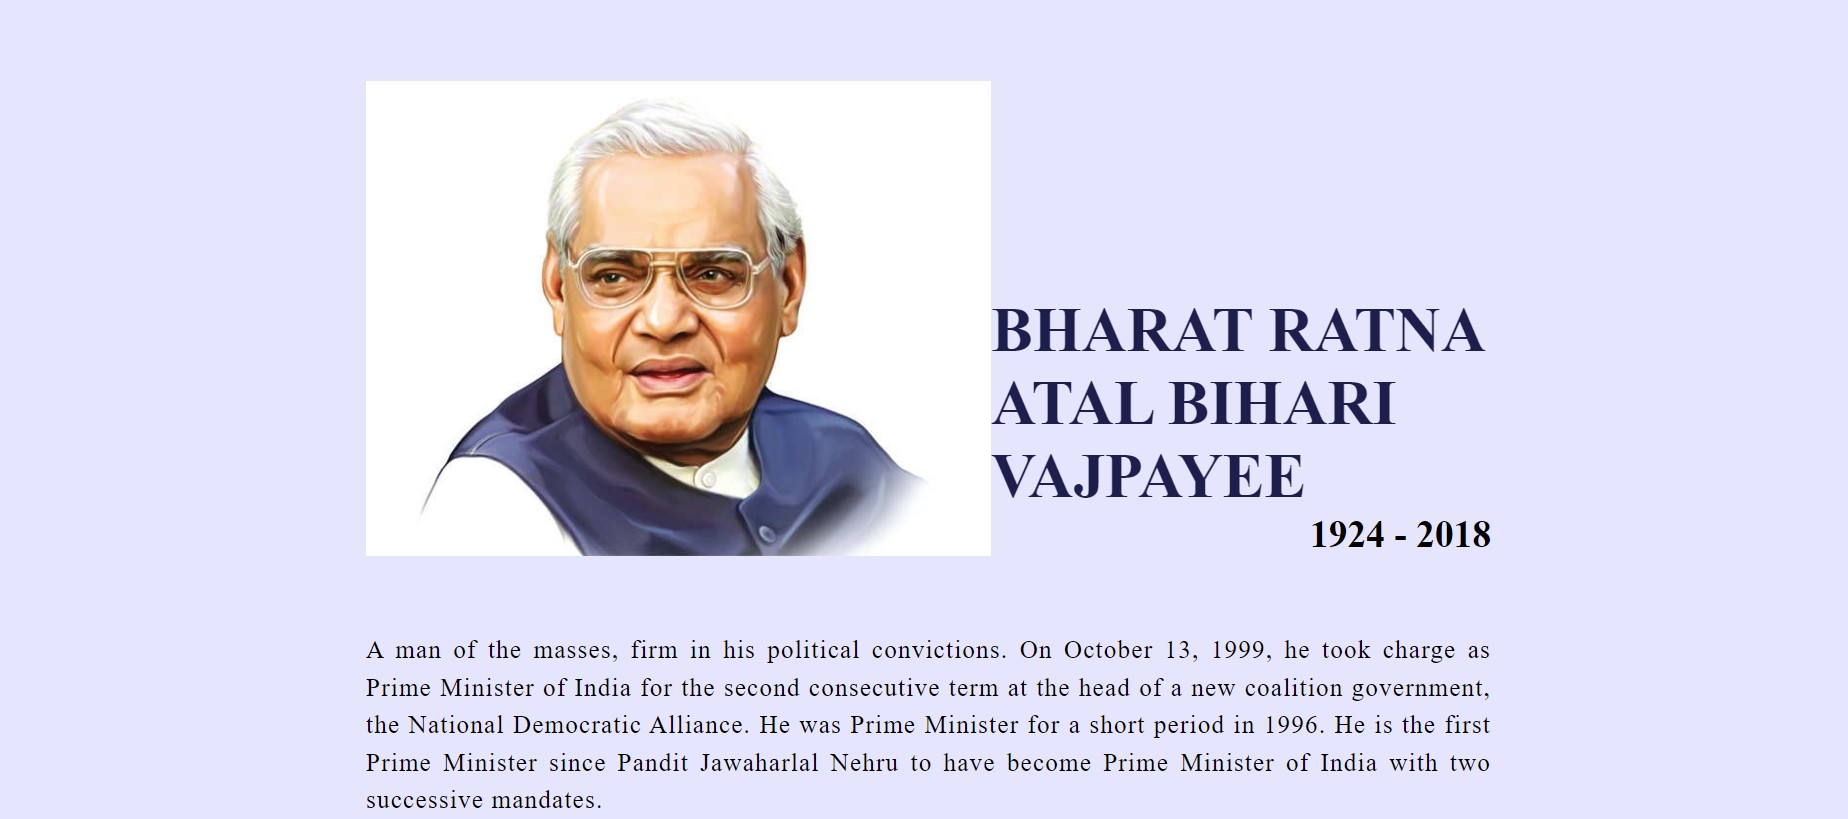 BHARAT RATNA
ATAL BIHARI
VAJPAYEE
1924 - 2018
A man of the masses, firm in his political convictions. On October 13, 1999, he took charge as
Prime Minister of India for the second consecutive term at the head of a new coalition government,
the National Democratic Alliance. He was Prime Minister for a short period in 1996. He is the first
Prime Minister since Pandit Jawaharlal Nehru to have become Prime Minister of India with two
successive mandates.